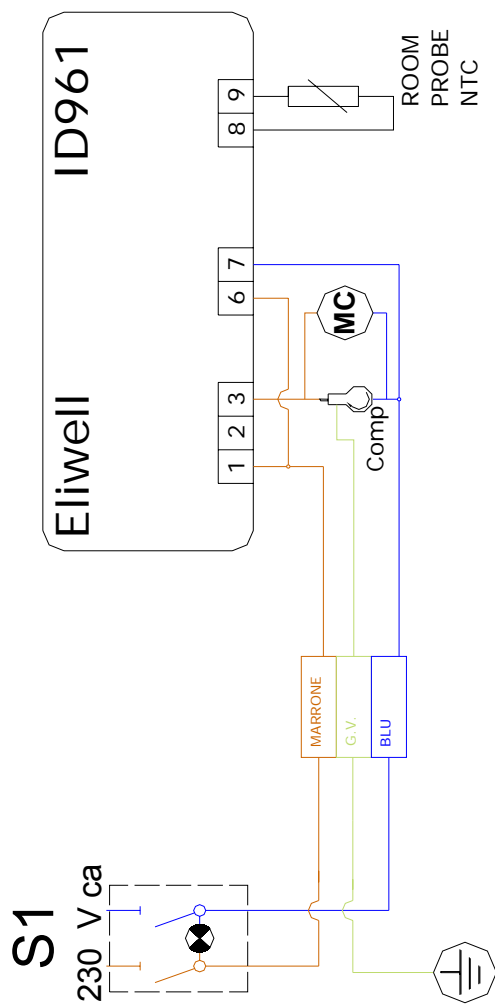 S1
230 V ca
Eliwell ID961
1 2 3 6 7 8 9
MC
Comp
ROOM
PROBE
NTC
MARRONE
G.V.
BLU